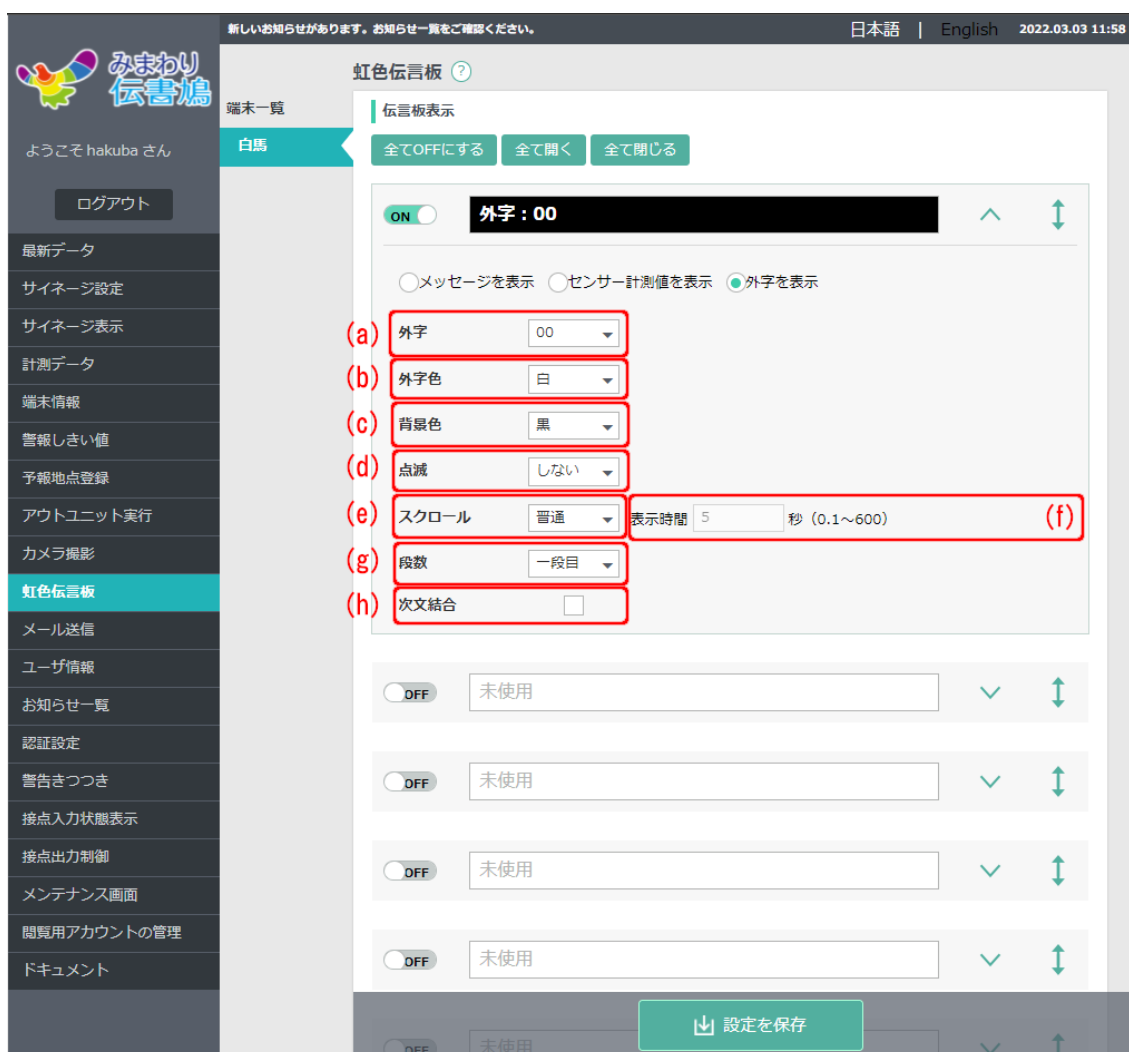 新しいお知らせがあります。お知らせ一覧をご確認ください。
日本語 | English 2022.03.03 11:58
みまわり
伝書鳩
ようこそ hakuba さん
ログアウト
最新データ
サイネージ設定
サイネージ表示
計測データ
端末情報
警報しきい値
予報地点登録
アウトユニット実行
カメラ撮影
虹色伝言板
メール送信
ユーザ情報
お知らせ一覧
認証設定
警告きつつき
接点入力状態表示
接点出力制御
メンテナンス画面
閲覧用アカウントの管理
ドキュメント
端末一覧
白馬
虹色伝言板 ?
伝言板表示
全てOFFにする 全て開く 全て閉じる
ON 外字：00
メッセージを表示 センサー計測値を表示 外字を表示
(a) 外字 00
(b) 外字色 白
(c) 背景色 黒
(d) 点滅 しない
(e) スクロール 普通 表示時間 5 秒（0.1～600） (f)
(g) 段数 一段目
(h) 次文結合
OFF 未使用
OFF 未使用
OFF 未使用
OFF 未使用
設定を保存
OFF 未使用